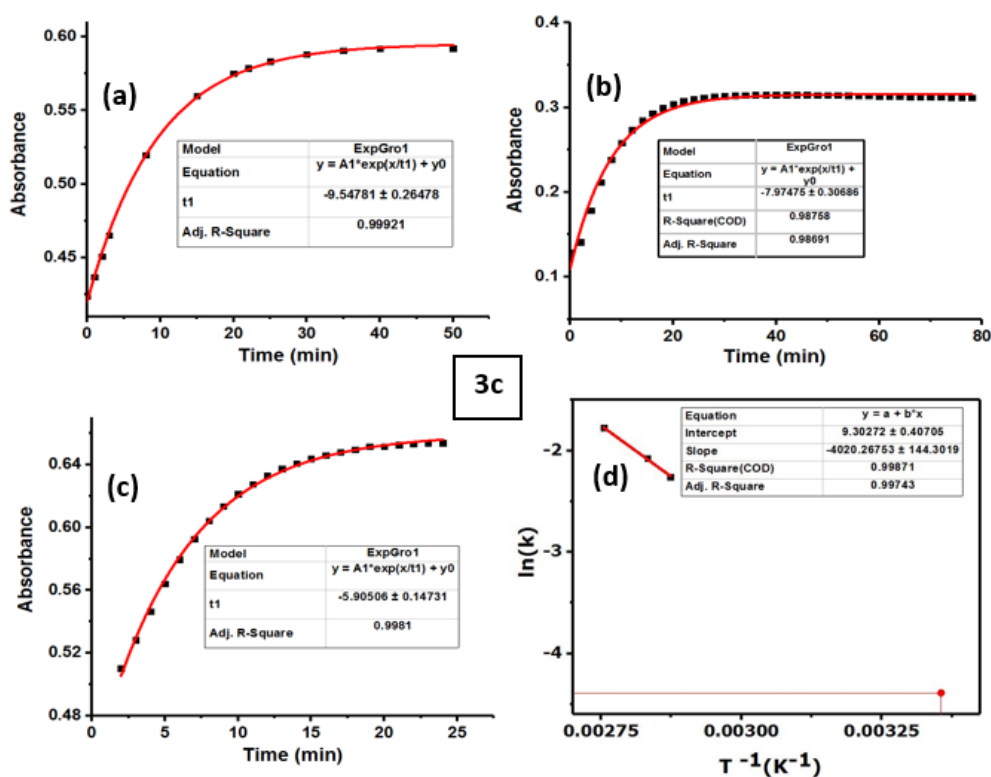 (a)
Absorbance
0.60
0.55
0.50
0.45
Model ExpGro1
Equation y = A1*exp(x/t1) + y0
t1 -9.54781 ± 0.26478
Adj. R-Square 0.99921
0 10 20 30 40 50
Time (min)
(b)
Absorbance
0.4
0.3
0.2
0.1
Model ExpGro1
Equation y = A1*exp(x/t1) +
y0
t1 -7.97475 ± 0.30686
R-Square(COD) 0.98758
Adj. R-Square 0.98691
0 20 40 60 80
Time (min)
3c
(c)
Absorbance
0.64
0.60
0.56
0.52
0.48
Model ExpGro1
Equation y = A1*exp(x/t1) + y0
t1 -5.90506 ± 0.14731
Adj. R-Square 0.9981
0 5 10 15 20 25
Time (min)
(d)
ln(k)
-2
-3
-4
Equation y = a + b*x
Intercept 9.30272 ± 0.40705
Slope -4020.26753 ± 144.3019
R-Square(COD) 0.99871
Adj. R-Square 0.99743
0.00275 0.00300 0.00325
T -1(K-1)